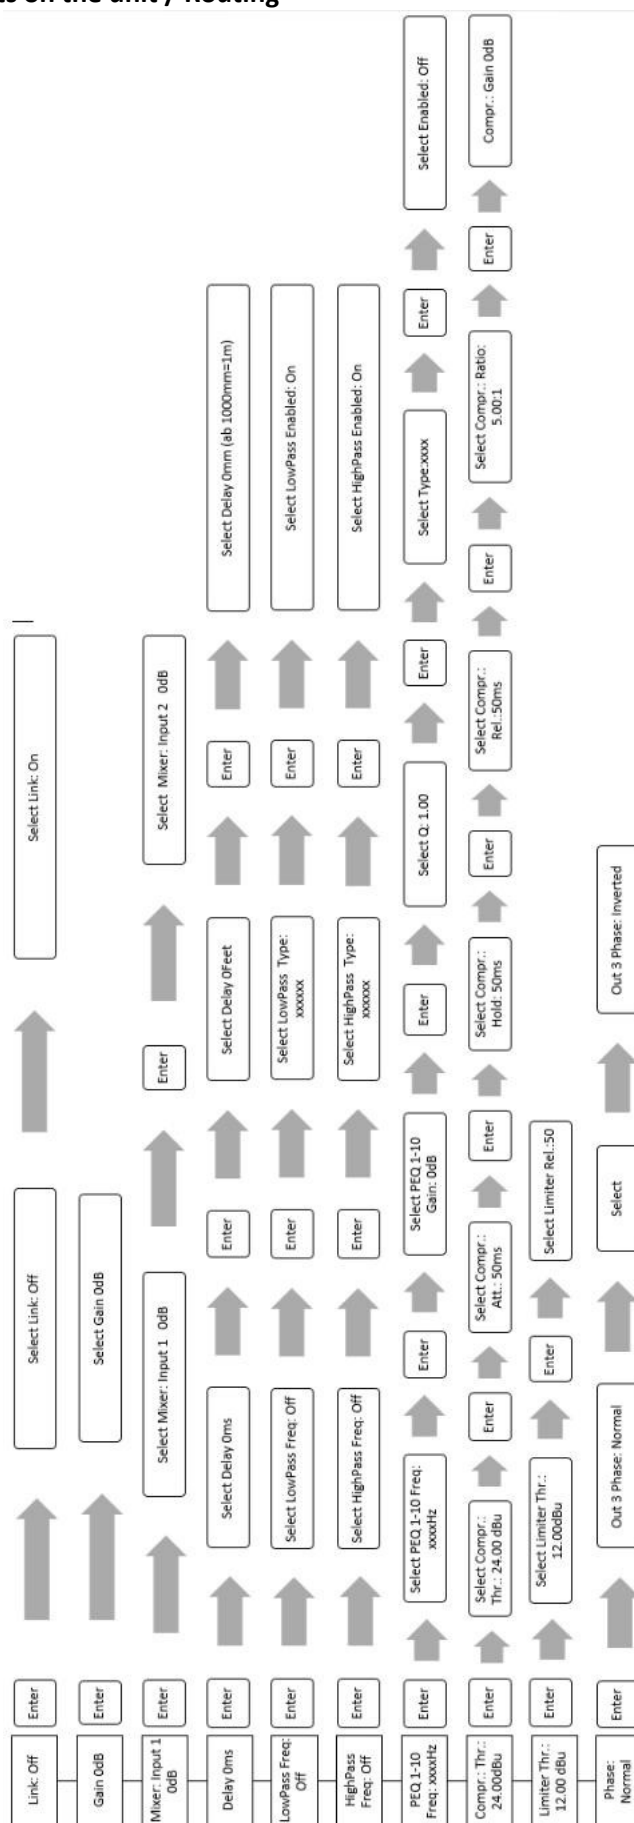 ts on the unit / Routing
Link: Off
Enter
Select Link: Off
Select Link: On
Gain 0dB
Enter
Select Gain 0dB
Mixer: Input 1
0dB
Enter
Select Mixer: Input 1 0dB
Enter
Select Mixer: Input 2 0dB
Delay 0ms
Enter
Select Delay 0ms
Enter
Select Delay 0Feet
Enter
Select Delay 0mm (ab 1000mm=1m)
LowPass Freq:
Off
Enter
Select LowPass Freq: Off
Enter
Select LowPass Type:
xxxxxx
Enter
Select LowPass Enabled: On
HighPass
Freq: Off
Enter
Select HighPass Freq: Off
Enter
Select HighPass Type:
xxxxxx
Enter
Select HighPass Enabled: On
PEQ 1-10
Freq: xxxxHz
Enter
Select PEQ 1-10 Freq:
xxxxHz
Enter
Select PEQ 1-10
Gain: 0dB
Enter
Select Q: 1.00
Enter
Select Type:xxxx
Enter
Select Enabled: Off
Compr.: Thr.:
24.00dBu
Enter
Select Compr.:
Thr.: 24.00 dBu
Enter
Select Compr.:
Att.: 50ms
Enter
Select Compr.:
Hold: 50ms
Enter
Select Compr.:
Rel.:50ms
Enter
Select Compr.: Ratio:
5.00:1
Enter
Compr.: Gain 0dB
Limiter Thr.:
12.00 dBu
Enter
Select Limiter Thr.:
12.00dBu
Enter
Select Limiter Rel.:50
Phase:
Normal
Enter
Out 3 Phase: Normal
Select
Out 3 Phase: Inverted